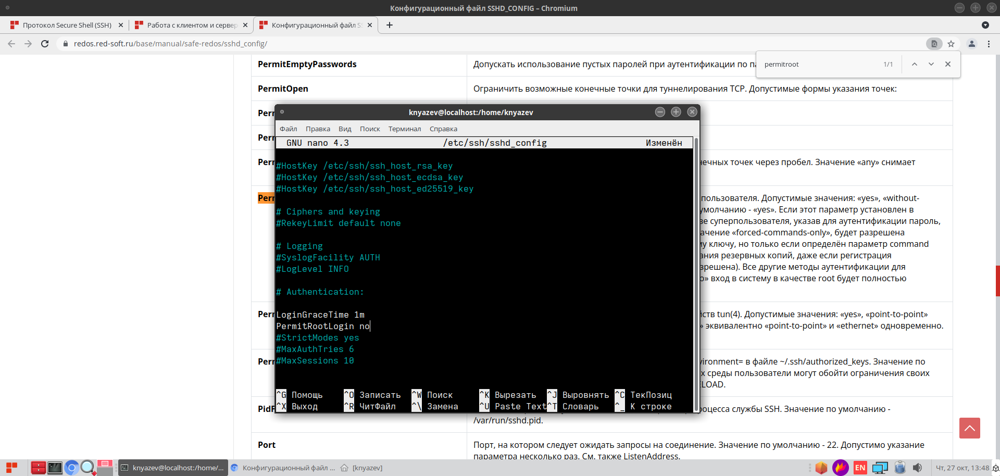 Конфигурационный файл SSHD_CONFIG – Chromium
Протокол Secure Shell (SSH)
Работа с клиентом и сервер
Конфигурационный файл SS
redos.red-soft.ru/base/manual/safe-redos/sshd_config/
permitroot
1/1
PermitEmptyPasswords
Допускать использование пустых паролей при аутентификации по па
PermitOpen
Ограничить возможные конечные точки для туннелирования TCP. Допустимые формы указания точек:
Perm
Perm
Perm
нечных точек через пробел. Значение «any» снимает
Perm
пользователя. Допустимые значения: «yes», «without-
умолчанию - «yes». Если этот параметр установлен в
ве суперпользователя, указав для аутентификации пароль,
ачение «forced-commands-only», будет разрешена
му ключу, но только если определён параметр command
ания резервных копий, даже если регистрация
зрешена). Все другие методы аутентификации для
о» вход в систему в качестве root будет полностью
Perm
йств tun(4). Допустимые значения: «yes», «point-to-point»
» эквивалентно «point-to-point» и «ethernet» одновременно.
Perm
vironment= в файле ~/.ssh/authorized_keys. Значение по
х среды пользователи могут обойти ограничения своих
LOAD.
PidF
роцесса службы SSH. Значение по умолчанию -
/var/run/sshd.pid.
Port
Порт, на котором следует ожидать запросы на соединение. Значение по умолчанию - 22. Допустимо указание
параметра несколько раз. См. также ListenAddress.
knyazev@localhost:/home/knyazev
Файл Правка Вид Поиск Терминал Справка
GNU nano 4.3 /etc/ssh/sshd_config Изменён
#HostKey /etc/ssh/ssh_host_rsa_key
#HostKey /etc/ssh/ssh_host_ecdsa_key
#HostKey /etc/ssh/ssh_host_ed25519_key
# Ciphers and keying
#RekeyLimit default none
# Logging
#SyslogFacility AUTH
#LogLevel INFO
# Authentication:
LoginGraceTime 1m
PermitRootLogin no
#StrictModes yes
#MaxAuthTries 6
#MaxSessions 10
^G Помощь ^O Записать ^W Поиск ^K Вырезать ^J Выровнять ^C ТекПозиц
^X Выход ^R ЧитФайл ^\ Замена ^U Paste Text ^T Словарь ^_ К строке
knyazev@localhost:/home/...
Конфигурационный файл ...
[knyazev]
EN
Чт, 27 окт, 13:48